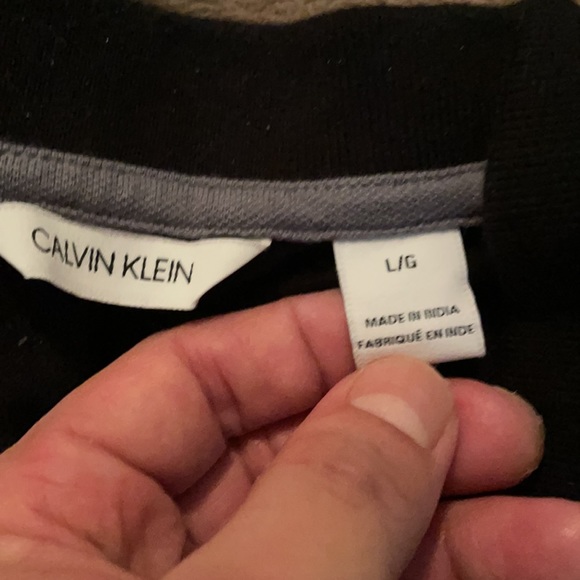 CALVIN KLEIN
L/G
MADE IN INDIA
FABRIQUÉ EN INDE